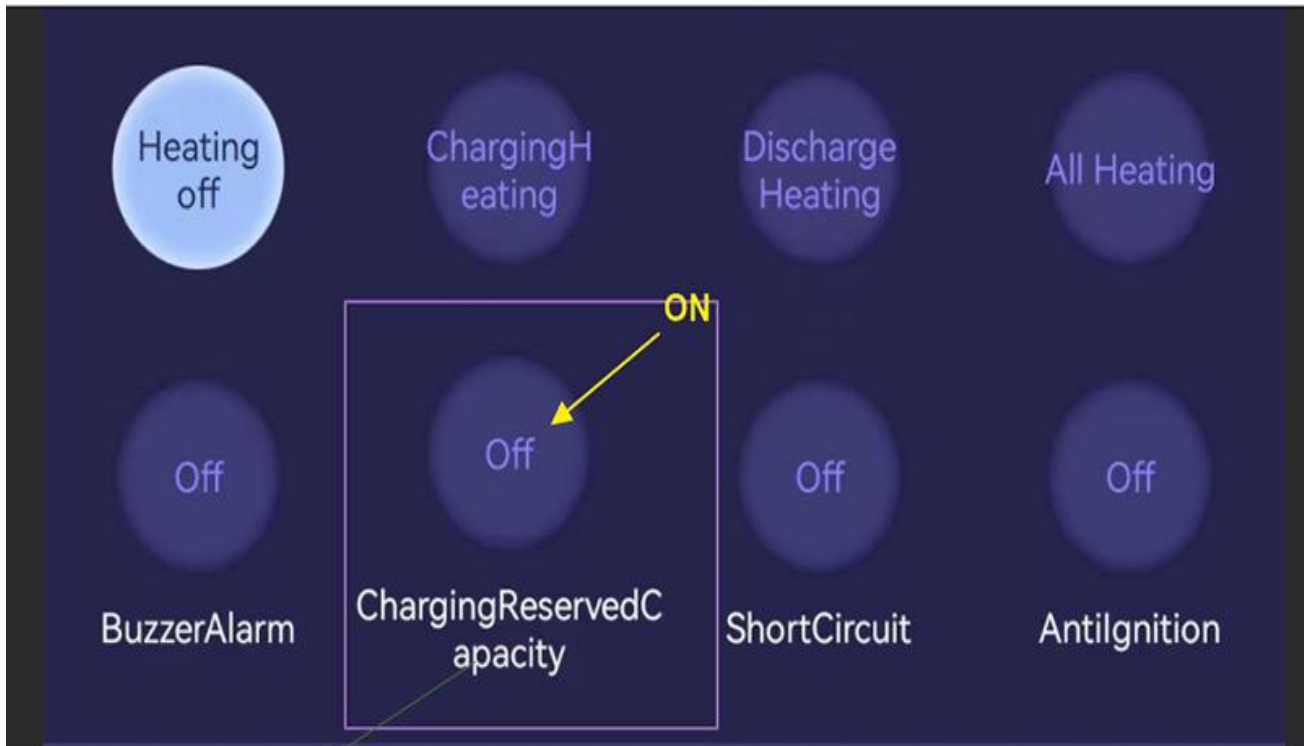 Heating
off
ChargingH
eating
Discharge
Heating
All Heating
ON
Off
Off
Off
Off
BuzzerAlarm
ChargingReservedC
apacity
ShortCircuit
AntiIgnition